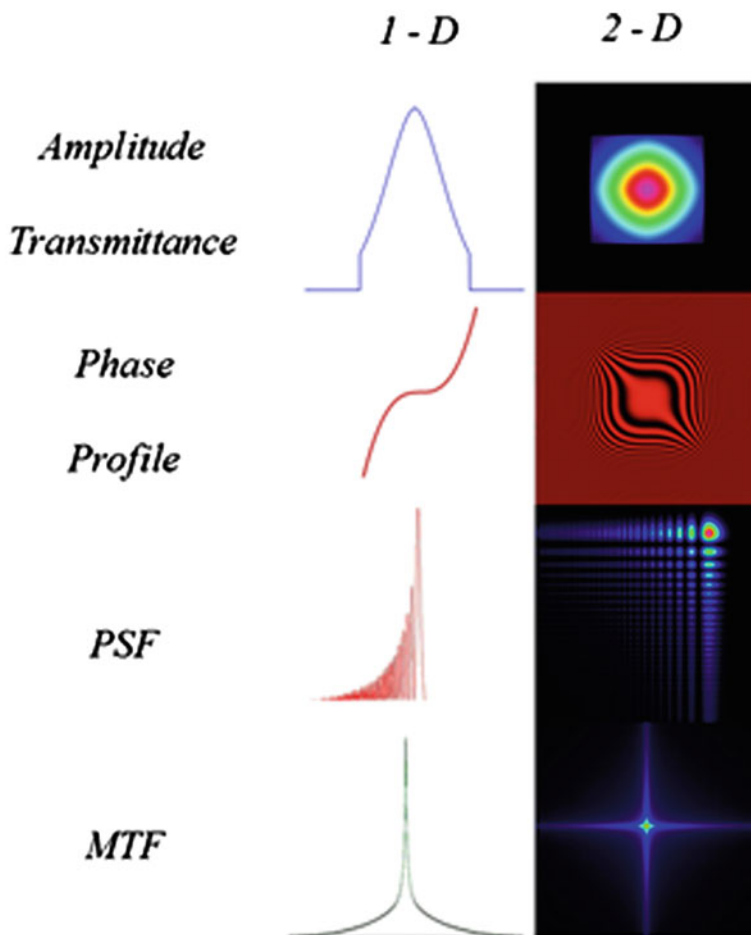 1 - D
2 - D
Amplitude
Transmittance
Phase
Profile
PSF
MTF